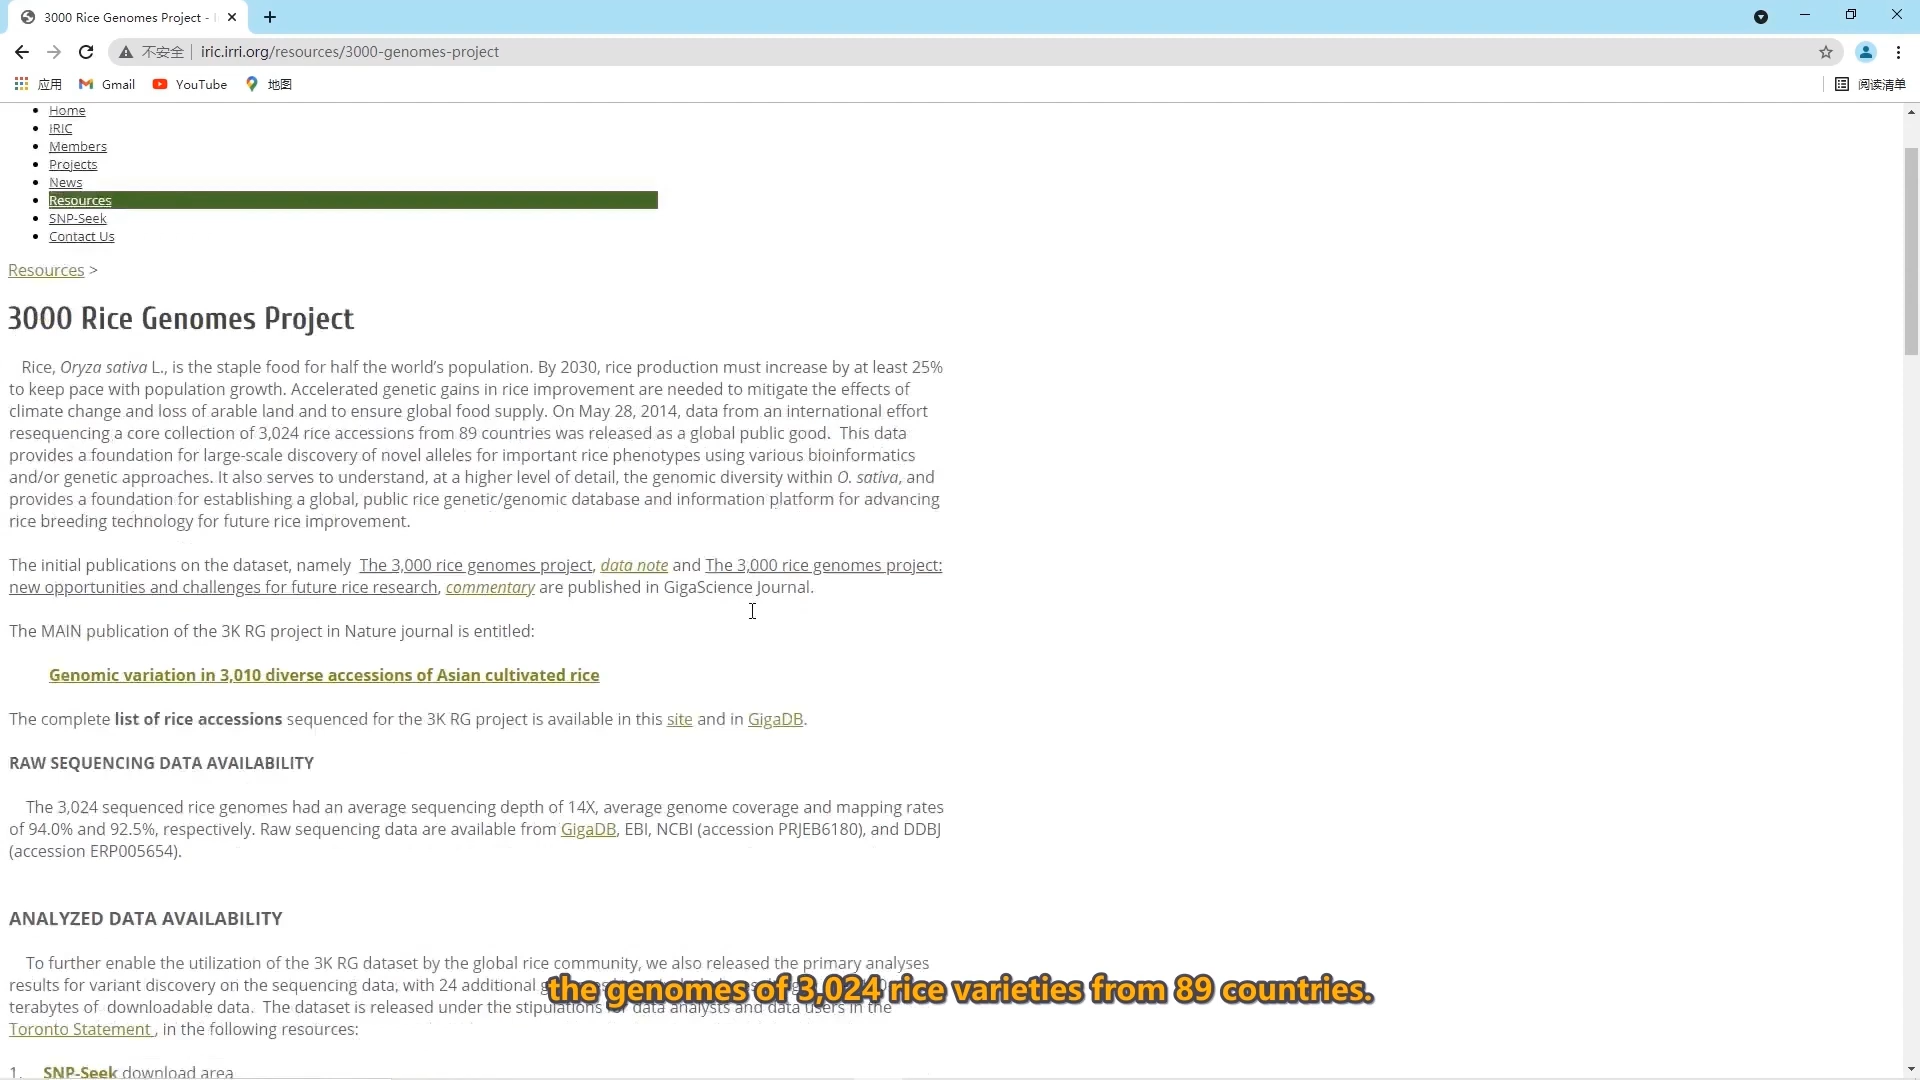 3000 Rice Genomes Project -
不安全 iric.irri.org/resources/3000-genomes-project
应用 Gmail YouTube 地图 阅读清单
Home
IRIC
Members
Projects
News
Resources
SNP-Seek
Contact Us
Resources >
3000 Rice Genomes Project
Rice, Oryza sativa L., is the staple food for half the world’s population. By 2030, rice production must increase by at least 25%
to keep pace with population growth. Accelerated genetic gains in rice improvement are needed to mitigate the effects of
climate change and loss of arable land and to ensure global food supply. On May 28, 2014, data from an international effort
resequencing a core collection of 3,024 rice accessions from 89 countries was released as a global public good. This data
provides a foundation for large-scale discovery of novel alleles for important rice phenotypes using various bioinformatics
and/or genetic approaches. It also serves to understand, at a higher level of detail, the genomic diversity within O. sativa, and
provides a foundation for establishing a global, public rice genetic/genomic database and information platform for advancing
rice breeding technology for future rice improvement.
The initial publications on the dataset, namely The 3,000 rice genomes project, data note and The 3,000 rice genomes project:
new opportunities and challenges for future rice research, commentary are published in GigaScience Journal.
The MAIN publication of the 3K RG project in Nature journal is entitled:
Genomic variation in 3,010 diverse accessions of Asian cultivated rice
The complete list of rice accessions sequenced for the 3K RG project is available in this site and in GigaDB.
RAW SEQUENCING DATA AVAILABILITY
The 3,024 sequenced rice genomes had an average sequencing depth of 14X, average genome coverage and mapping rates
of 94.0% and 92.5%, respectively. Raw sequencing data are available from GigaDB, EBI, NCBI (accession PRJEB6180), and DDBJ
(accession ERP005654).
ANALYZED DATA AVAILABILITY
To further enable the utilization of the 3K RG dataset by the global rice community, we also released the primary analyses
results for variant discovery on the sequencing data, with 24 additional
the genomes of 3,024 rice varieties from 89 countries.
terabytes of downloadable data. The dataset is released under the stipulations for data analysts and data users in the
Toronto Statement , in the following resources:
1. SNP-Seek download area